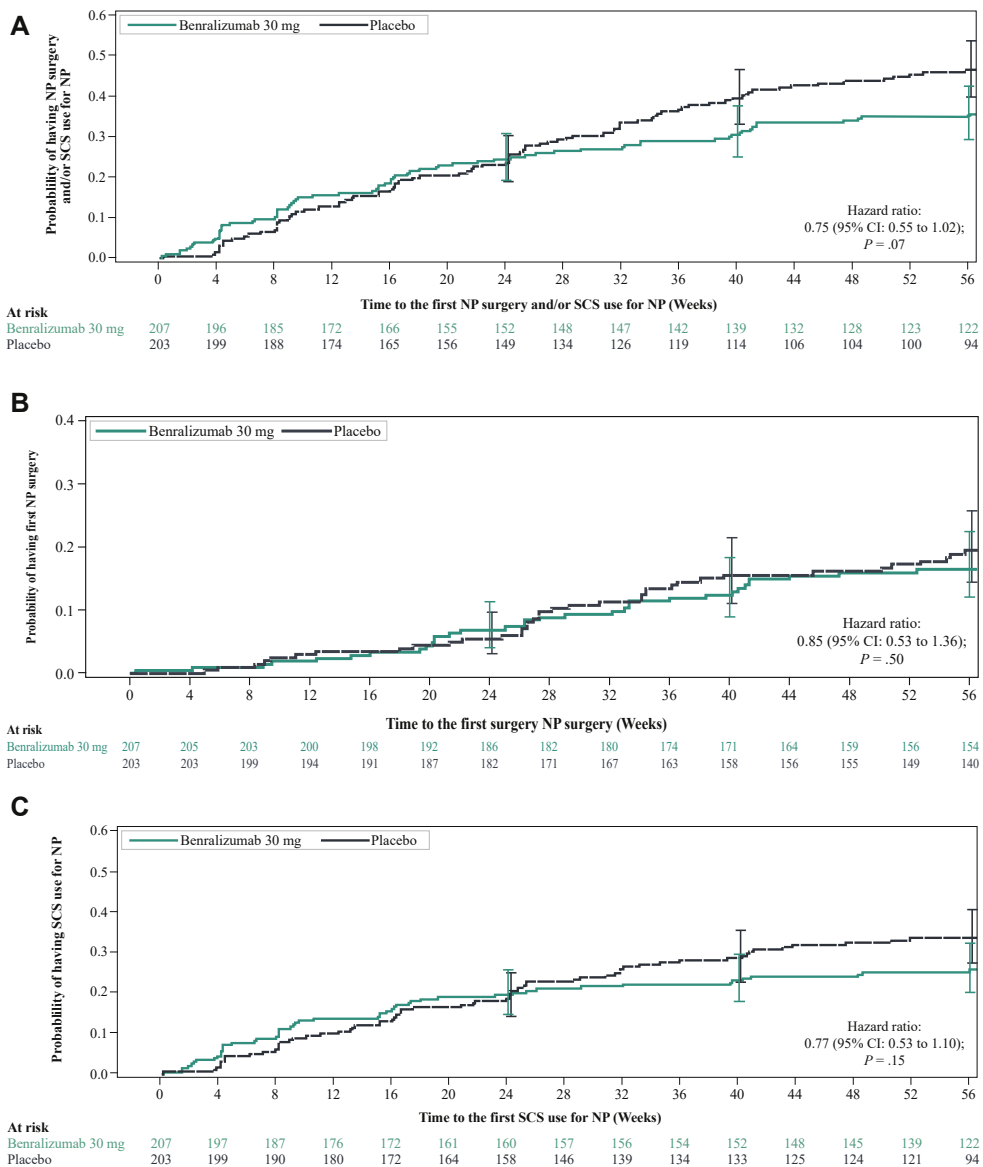 A
Benralizumab 30 mg
Placebo
Probablility of having NP surgery
and/or SCS use for NP
0.6
0.5
0.4
0.3
0.2
0.1
0.0
Hazard ratio:
0.75 (95% CI: 0.55 to 1.02);
P = .07
0 4 8 12 16 20 24 28 32 36 40 44 48 52 56
Time to the first NP surgery and/or SCS use for NP (Weeks)
At risk
Benralizumab 30 mg 207 196 185 172 166 155 152 148 147 142 139 132 128 123 122
Placebo 203 199 188 174 165 156 149 134 126 119 114 106 104 100 94
B
Benralizumab 30 mg
Placebo
Probability of having first NP surgery
0.4
0.3
0.2
0.1
0.0
Hazard ratio:
0.85 (95% CI: 0.53 to 1.36);
P = .50
0 4 8 12 16 20 24 28 32 36 40 44 48 52 56
Time to the first surgery NP surgery (Weeks)
At risk
Benralizumab 30 mg 207 205 203 200 198 192 186 182 180 174 171 164 159 156 154
Placebo 203 203 199 194 191 187 182 171 167 163 158 156 155 149 140
C
Benralizumab 30 mg
Placebo
Probablility of having SCS use for NP
0.6
0.5
0.4
0.3
0.2
0.1
0.0
Hazard ratio:
0.77 (95% CI: 0.53 to 1.10);
P = .15
0 4 8 12 16 20 24 28 32 36 40 44 48 52 56
Time to the first SCS use for NP (Weeks)
At risk
Benralizumab 30 mg 207 197 187 176 172 161 160 157 156 154 152 148 145 139 122
Placebo 203 199 190 180 172 164 158 146 139 134 133 125 124 121 94